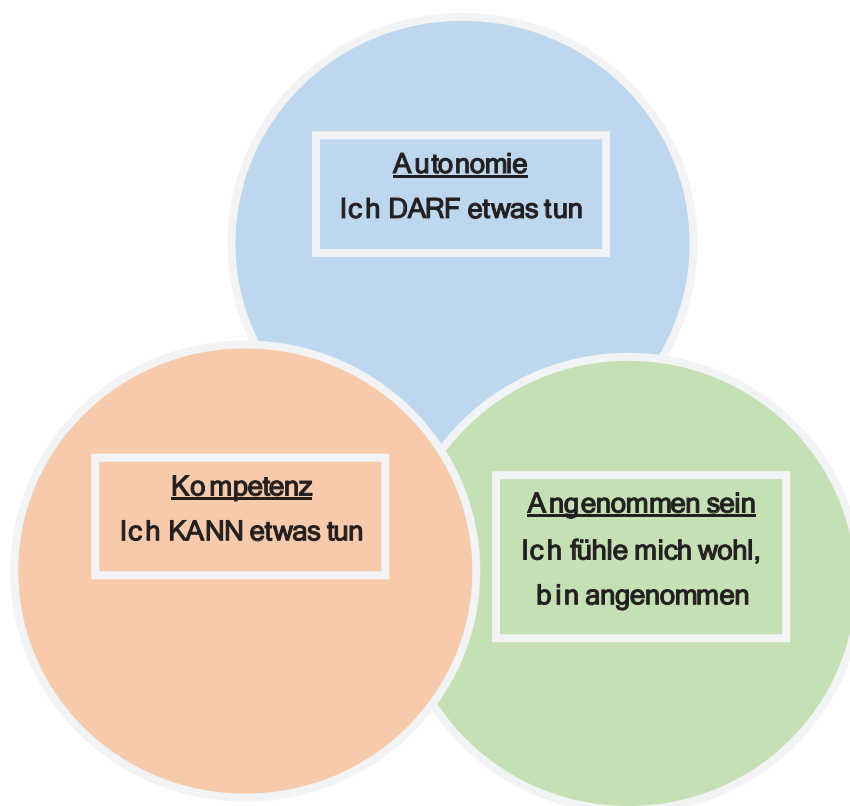 Autonomie
Ich DARF etwas tun
Kompetenz
Ich KANN etwas tun
Angenommen sein
Ich fühle mich wohl,
bin angenommen